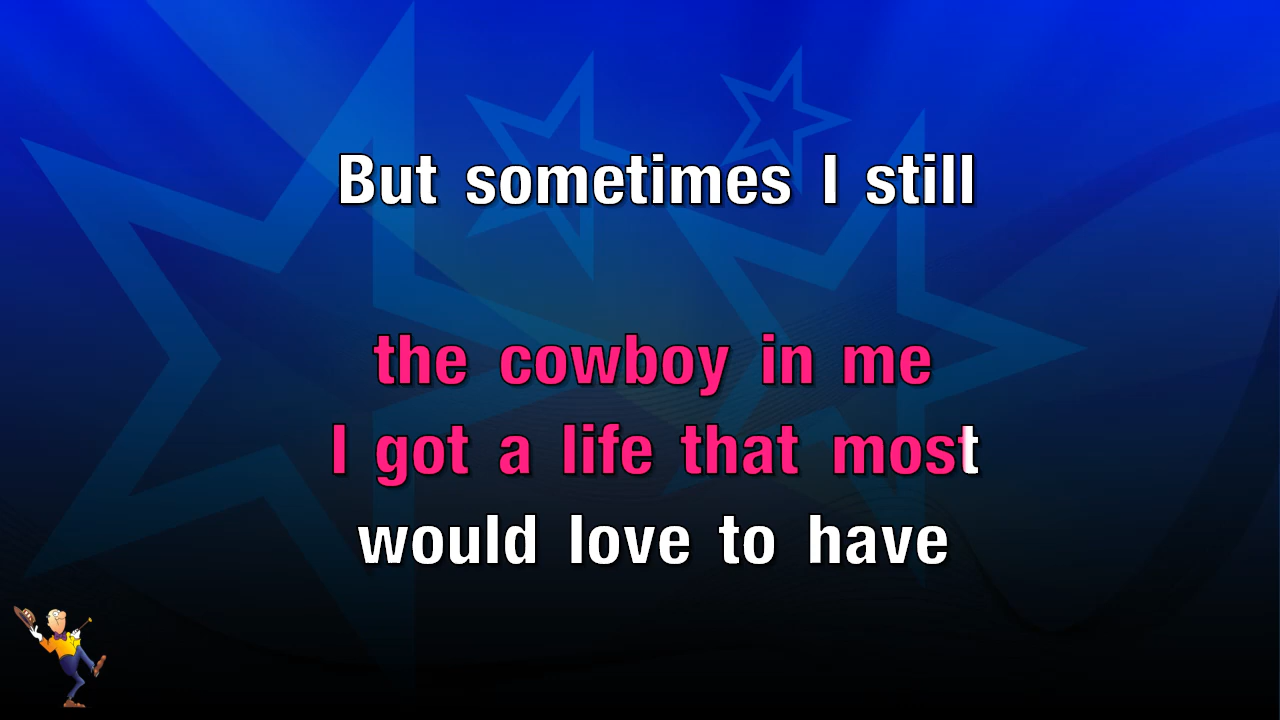 But sometimes I still
the cowboy in me
I got a life that most
would love to have